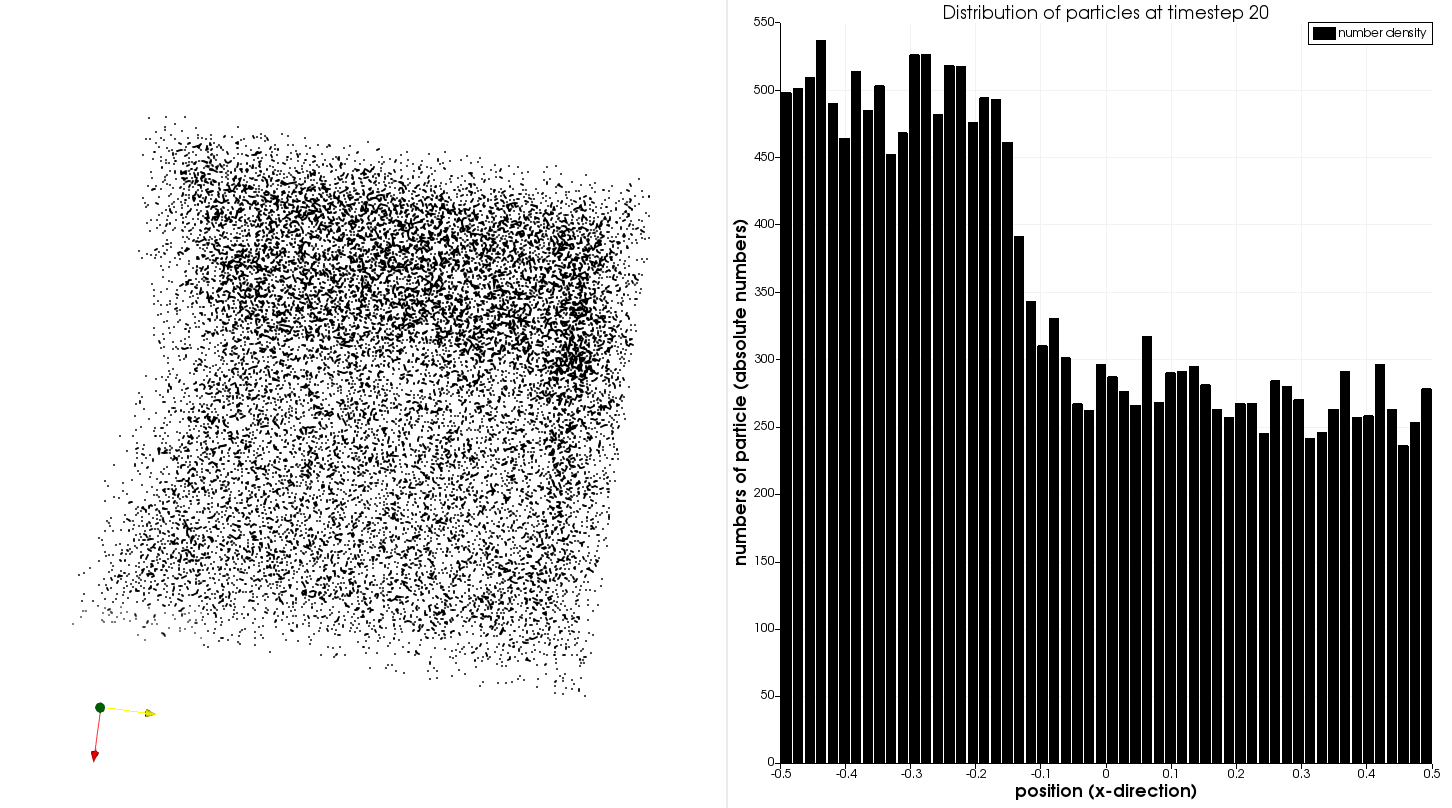 Distribution of particles at timestep 20
number density
numbers of particle (absolute numbers)
550
500
450
400
350
300
250
200
150
100
50
0
-0.5 -0.4 -0.3 -0.2 -0.1 0 0.1 0.2 0.3 0.4 0.5
position (x-direction)